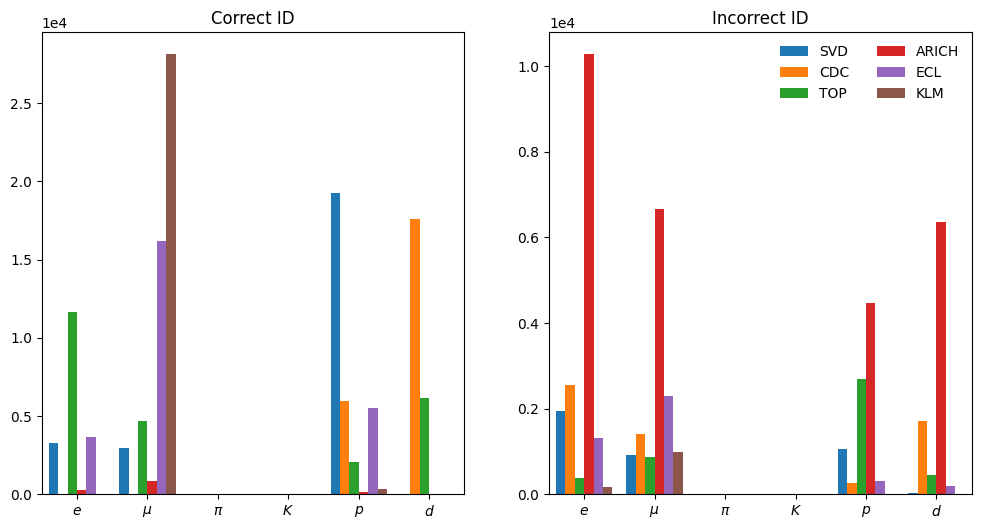 Correct ID
1e4
2.5
2.0
1.5
1.0
0.5
0.0
e μ π K p d
Incorrect ID
1e4
SVD ARICH
CDC ECL
TOP KLM
1.0
0.8
0.6
0.4
0.2
0.0
e μ π K p d